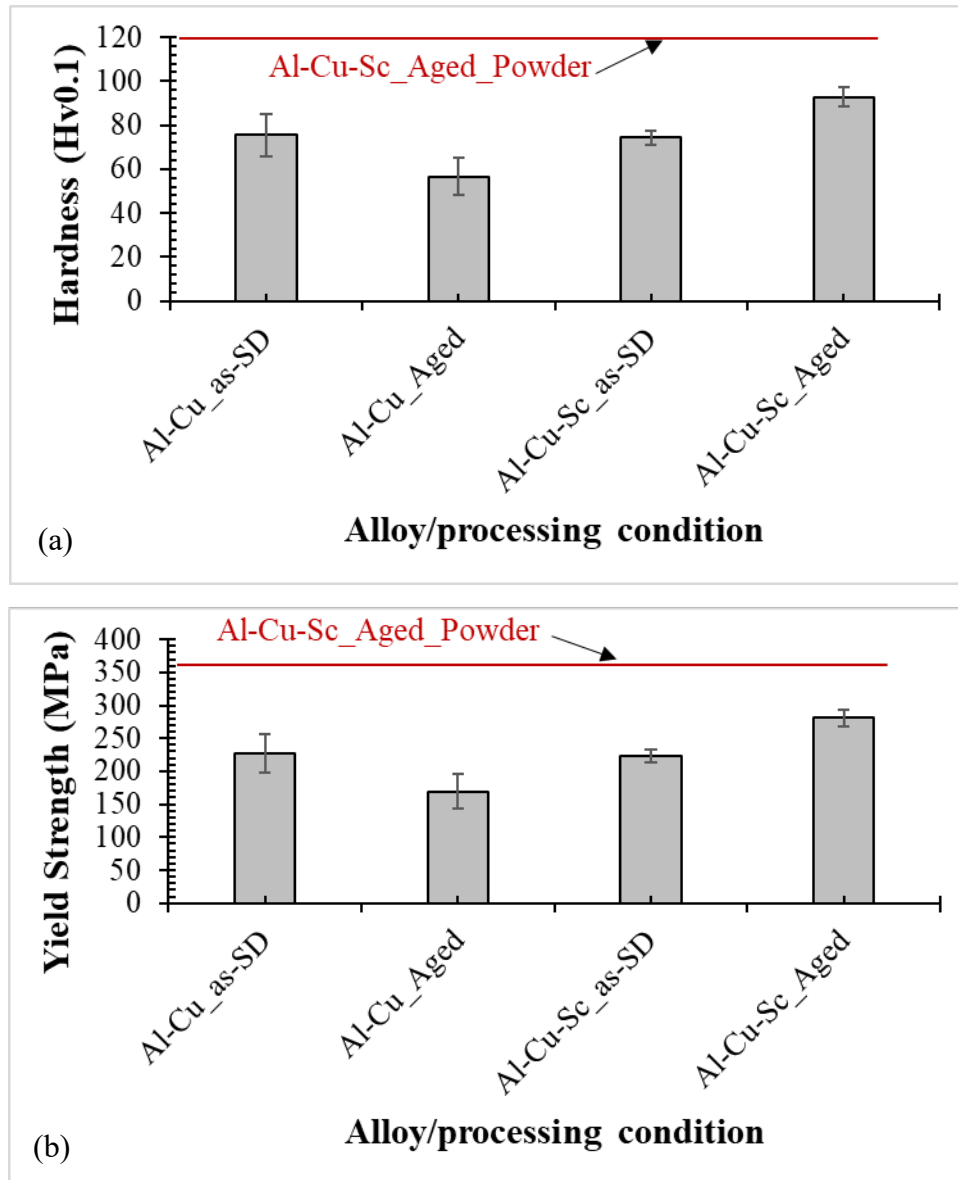 120
Al-Cu-Sc_Aged_Powder
100
80
60
40
20
0
Hardness (Hv0.1)
Al-Cu_as-SD
Al-Cu_Aged
Al-Cu-Sc_as-SD
Al-Cu-Sc_Aged
(a)
Alloy/processing condition
400
Al-Cu-Sc_Aged_Powder
350
300
250
200
150
100
50
0
Yield Strength (MPa)
Al-Cu_as-SD
Al-Cu_Aged
Al-Cu-Sc_as-SD
Al-Cu-Sc_Aged
(b)
Alloy/processing condition